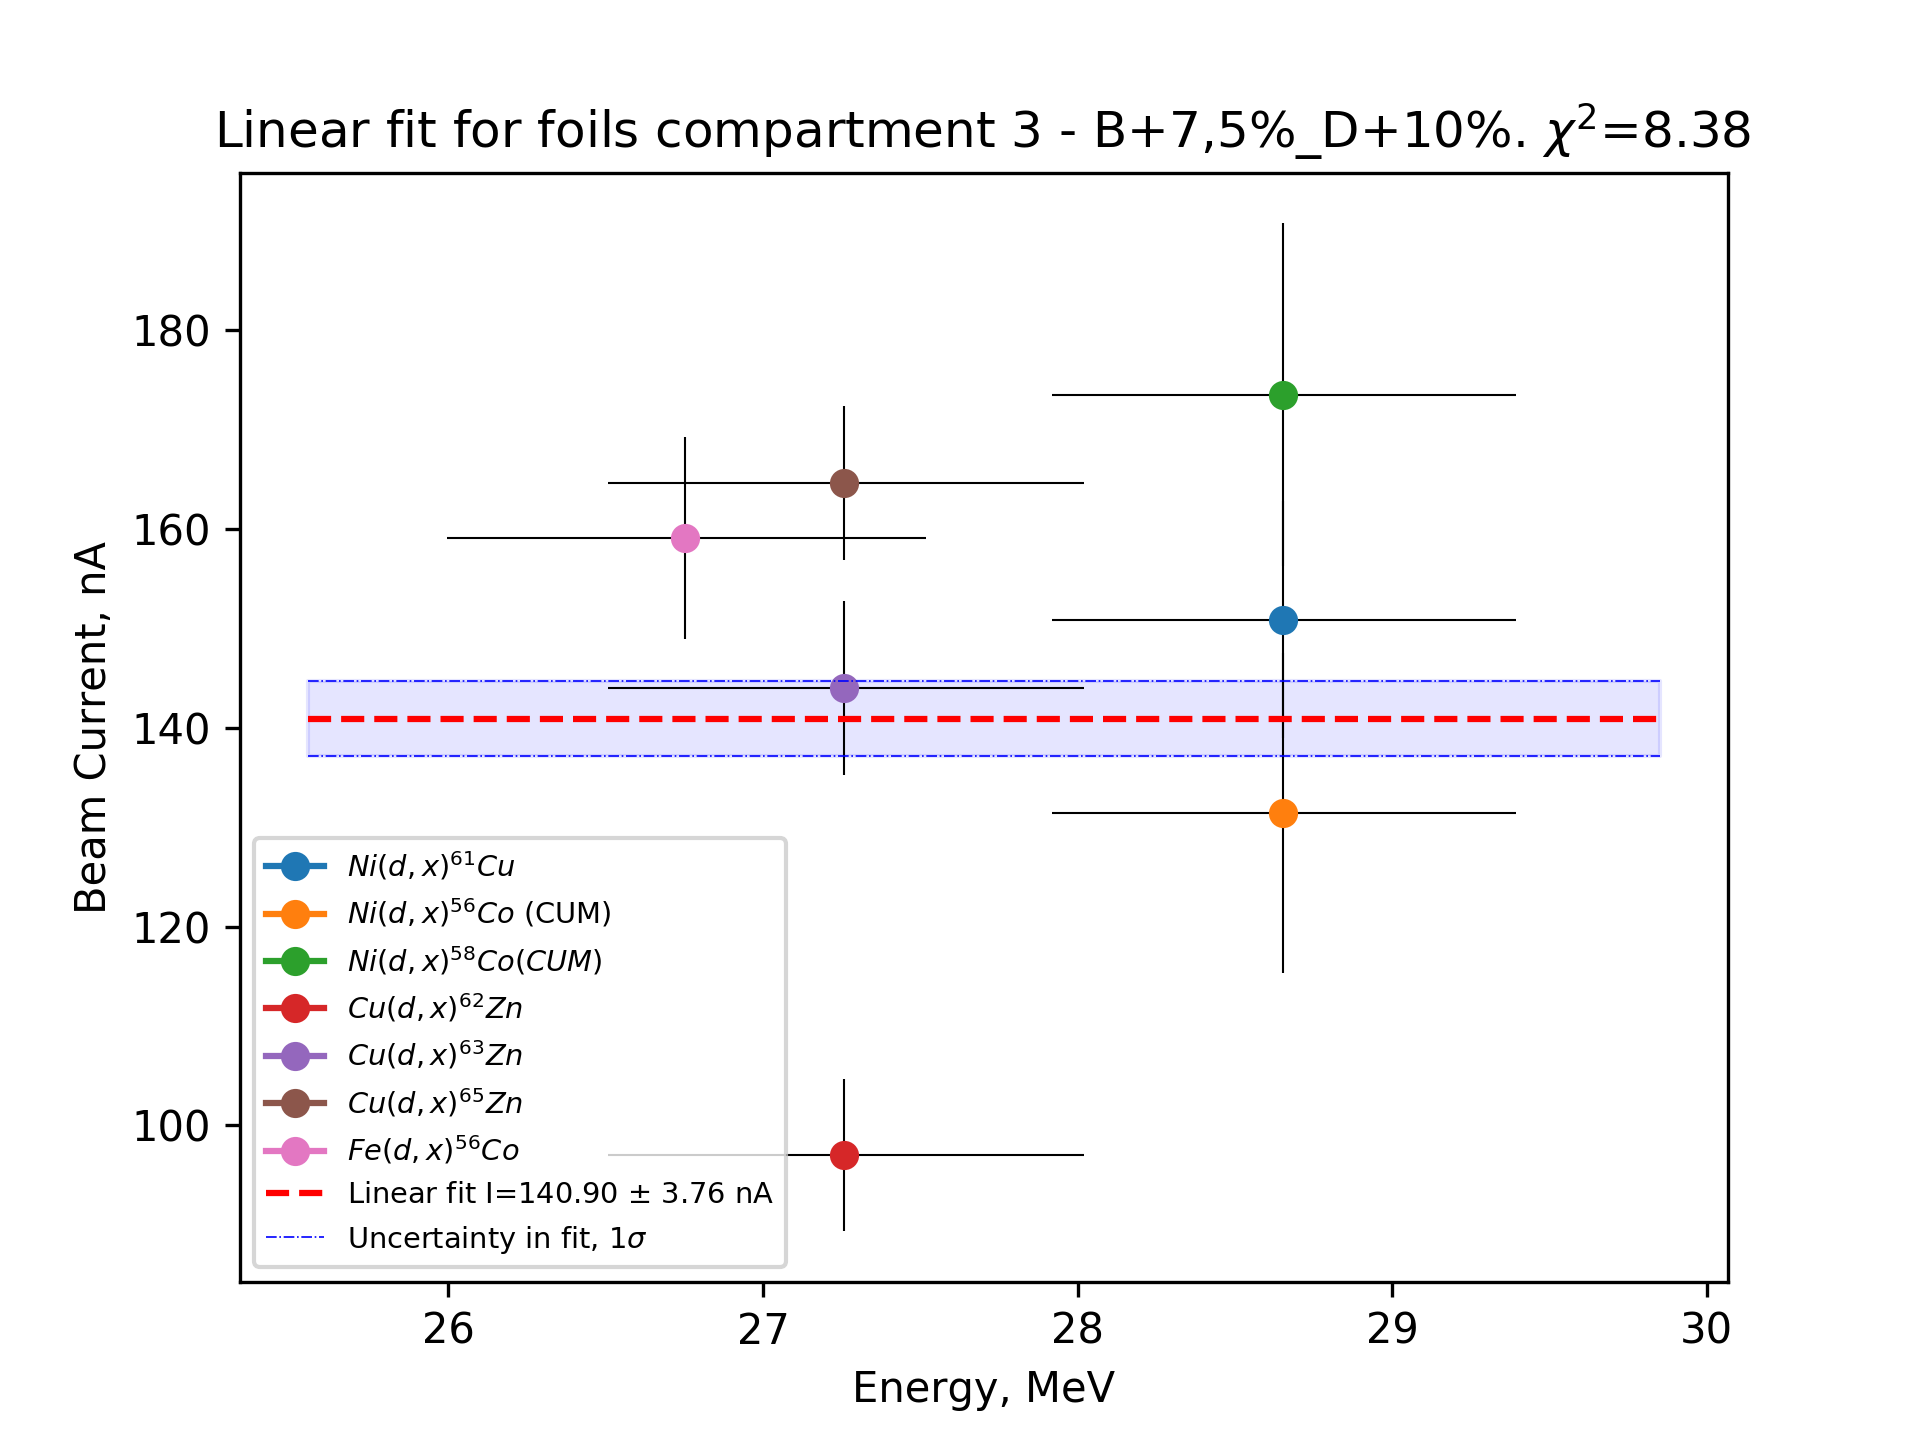 Linear fit for foils compartment 3 - B+7,5%_D+10%. χ²=8.38
Beam Current, nA
180
160
140
120
100
Ni(d, x)⁶¹Cu
Ni(d, x)⁵⁶Co (CUM)
Ni(d, x)⁵⁸Co(CUM)
Cu(d, x)⁶²Zn
Cu(d, x)⁶³Zn
Cu(d, x)⁶⁵Zn
Fe(d, x)⁵⁶Co
Linear fit I=140.90 ± 3.76 nA
Uncertainty in fit, 1σ
26 27 28 29 30
Energy, MeV